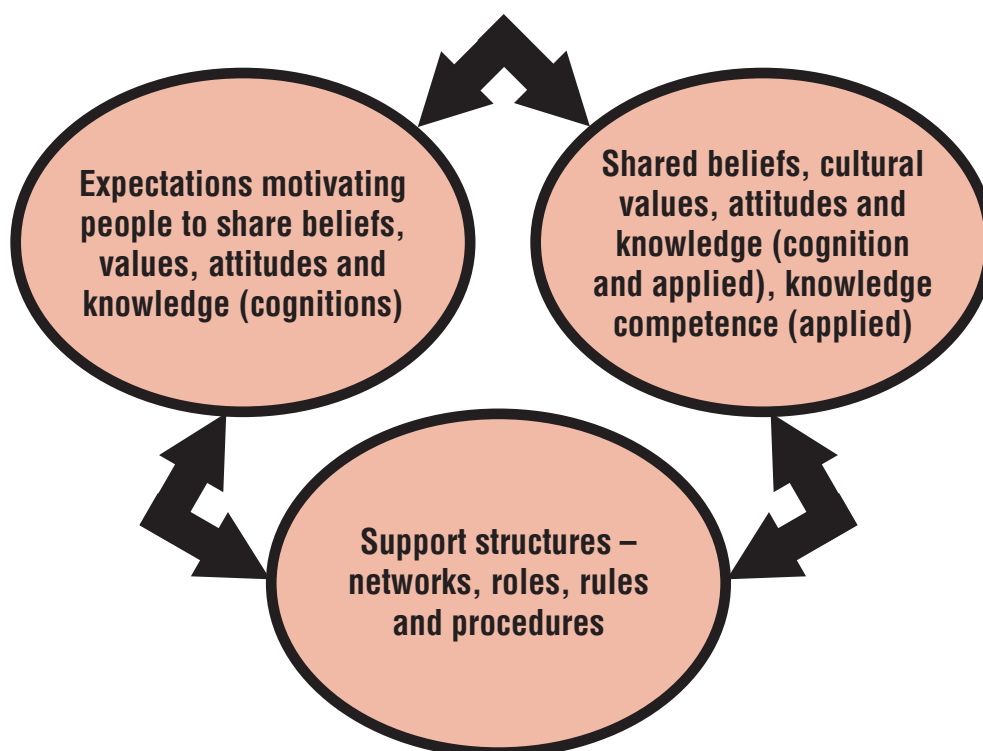 Expectations motivating
people to share beliefs,
values, attitudes and
knowledge (cognitions)
Shared beliefs, cultural
values, attitudes and
knowledge (cognition
and applied), knowledge
competence (applied)
Support structures –
networks, roles, rules
and procedures